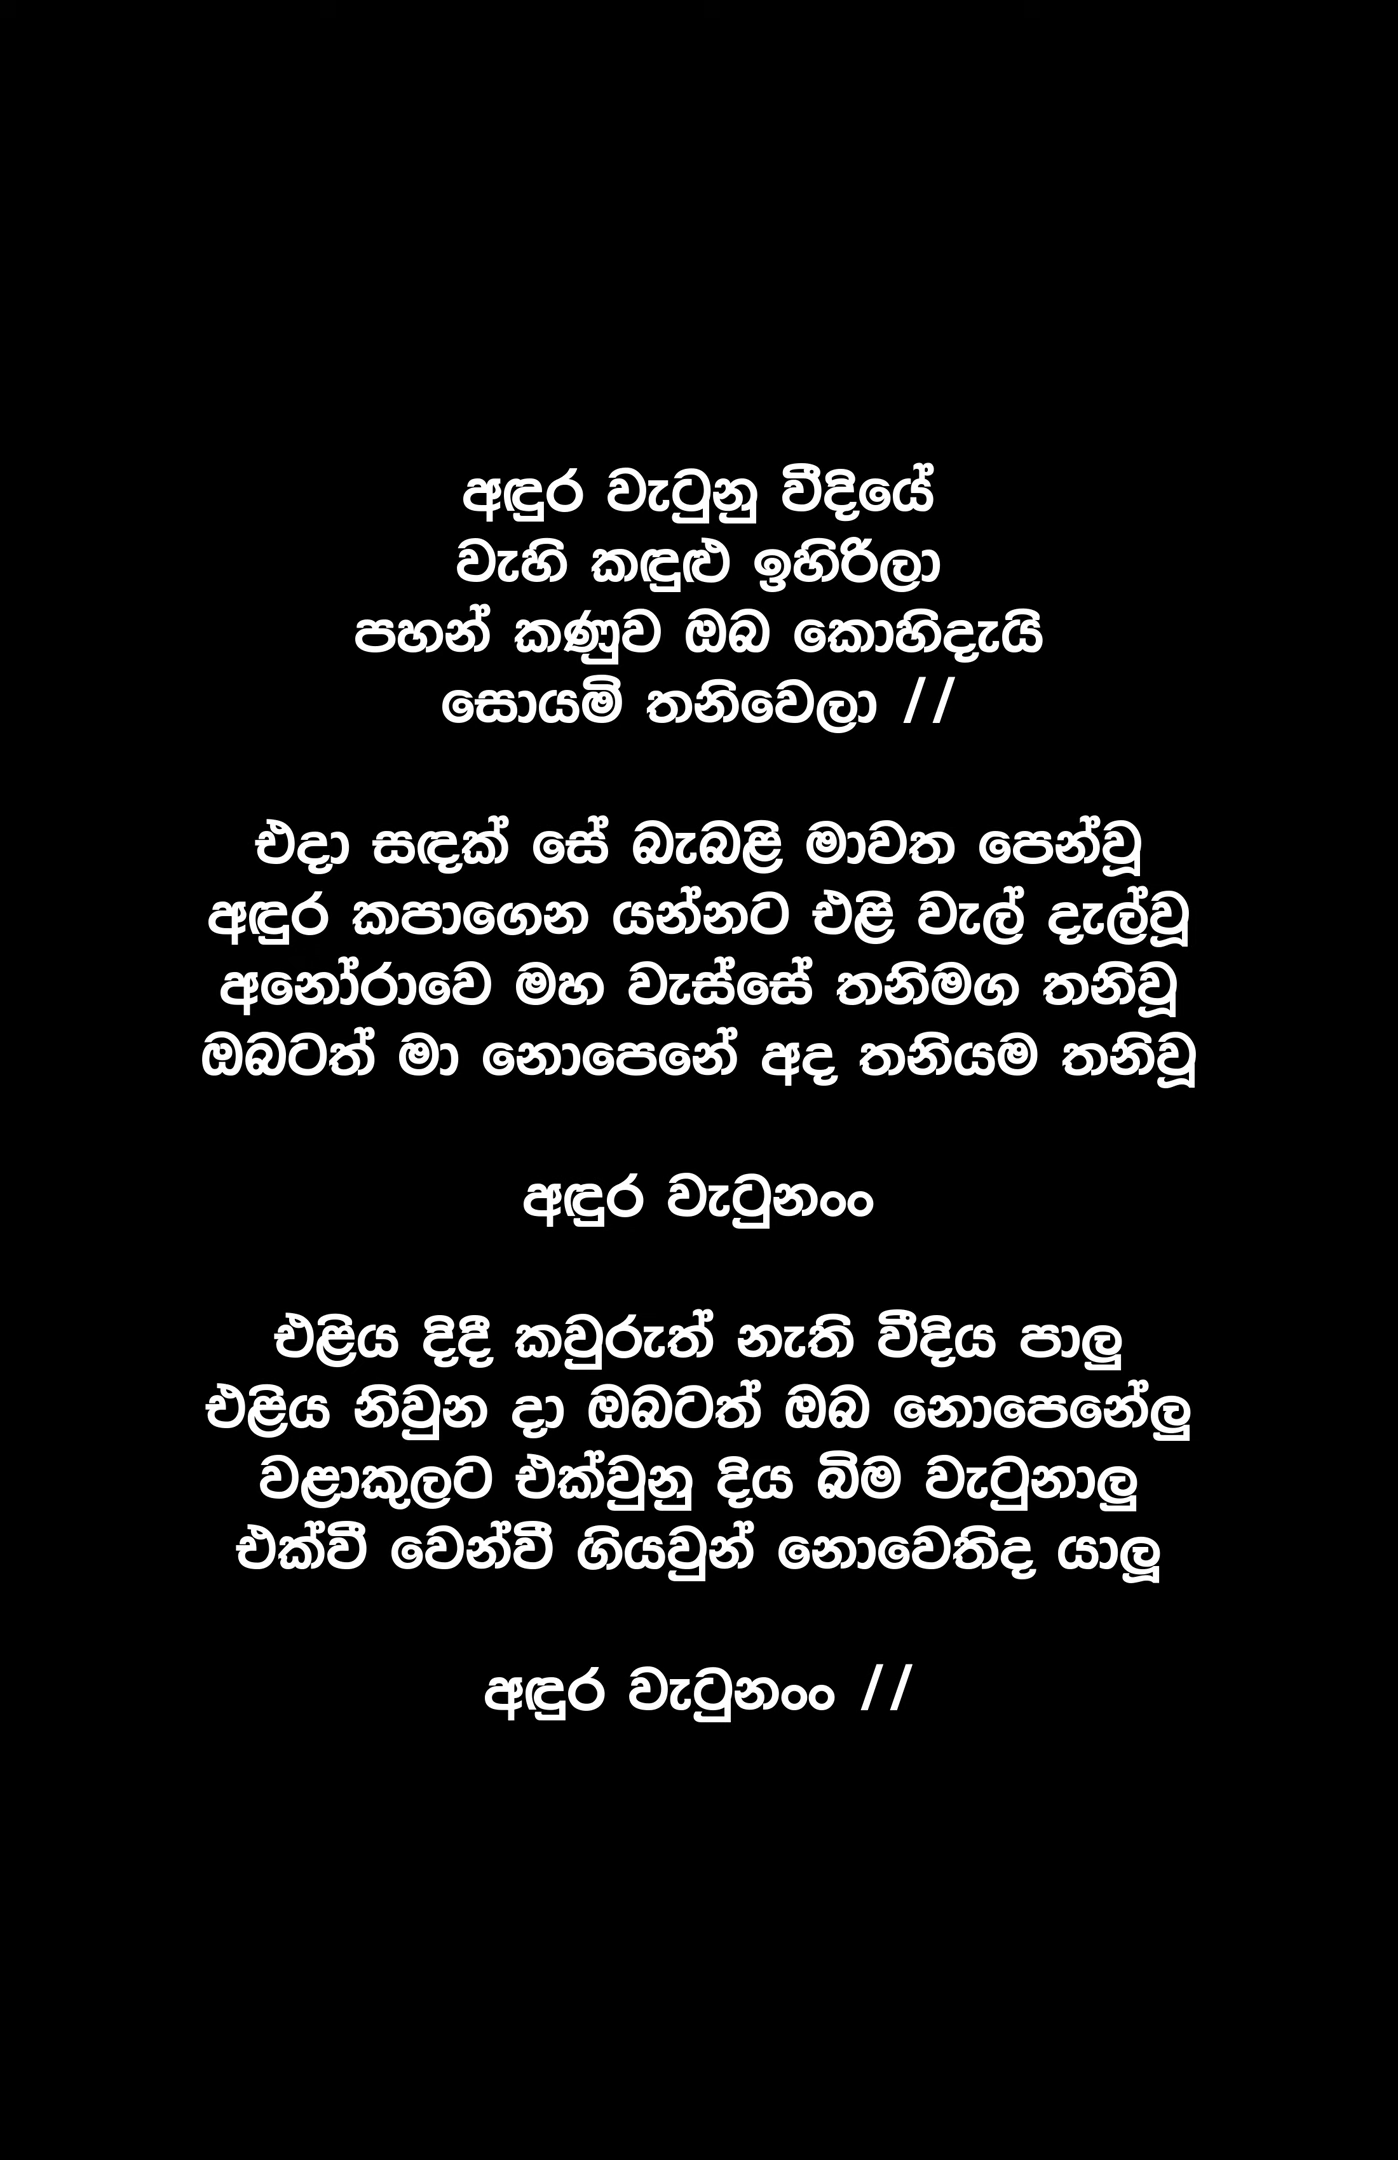 අඳුර වැටුනු වීදියේ
වැහි කඳුළු ඉහිරිලා
පහන් කණුව ඔබ කොහිදැයි
සොයමි තනිවෙලා //
එදා සඳක් සේ බැබළි මාවත පෙන්වූ
අඳුර කපාගෙන යන්නට එළි වැල් දැල්වූ
අනෝරාවෙ මහ වැස්සේ තනිමග තනිවූ
ඔබටත් මා නොපෙනේ අද තනියම තනිවූ
අඳුර වැටුනංං
එළිය දිදී කවුරුත් නැති වීදිය පාලු
එළිය නිවුන දා ඔබටත් ඔබ නොපෙනේලු
වළාකුලට එක්වුනු දිය බිම වැටුනාලු
එක්වී වෙන්වී ගියවුන් නොවෙතිද යාලූ
අඳුර වැටුනංං //